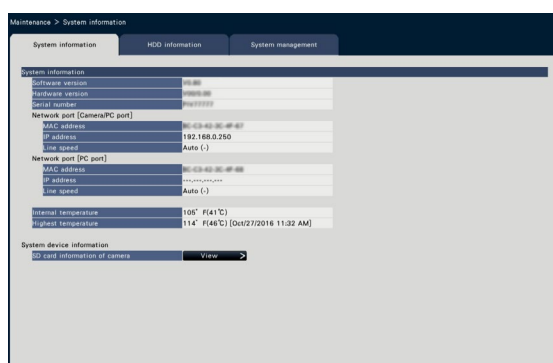 Maintenance > System information
System information HDD information System management
System information
Software version
Hardware version
Serial number
Network port [Camera/PC port]
MAC address
IP address 192.168.0.250
Line speed Auto (-)
Network port [PC port]
MAC address
IP address ---.---.---.---
Line speed Auto (-)
Internal temperature 105° F(41℃)
Highest temperature 114° F(46℃) [Oct/27/2016 11:32 AM]
System device information
SD card information of camera View >